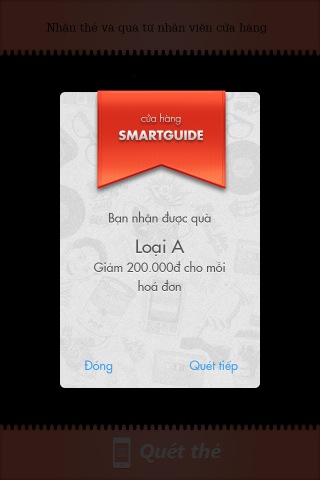 Nhận thẻ và quà từ nhân viên cửa hàng
cửa hàng
SMARTGUIDE
Bạn nhận được quà
Loại A
Giảm 200.000đ cho mỗi
hoá đơn
Đóng
Quét tiếp
Quét thẻ